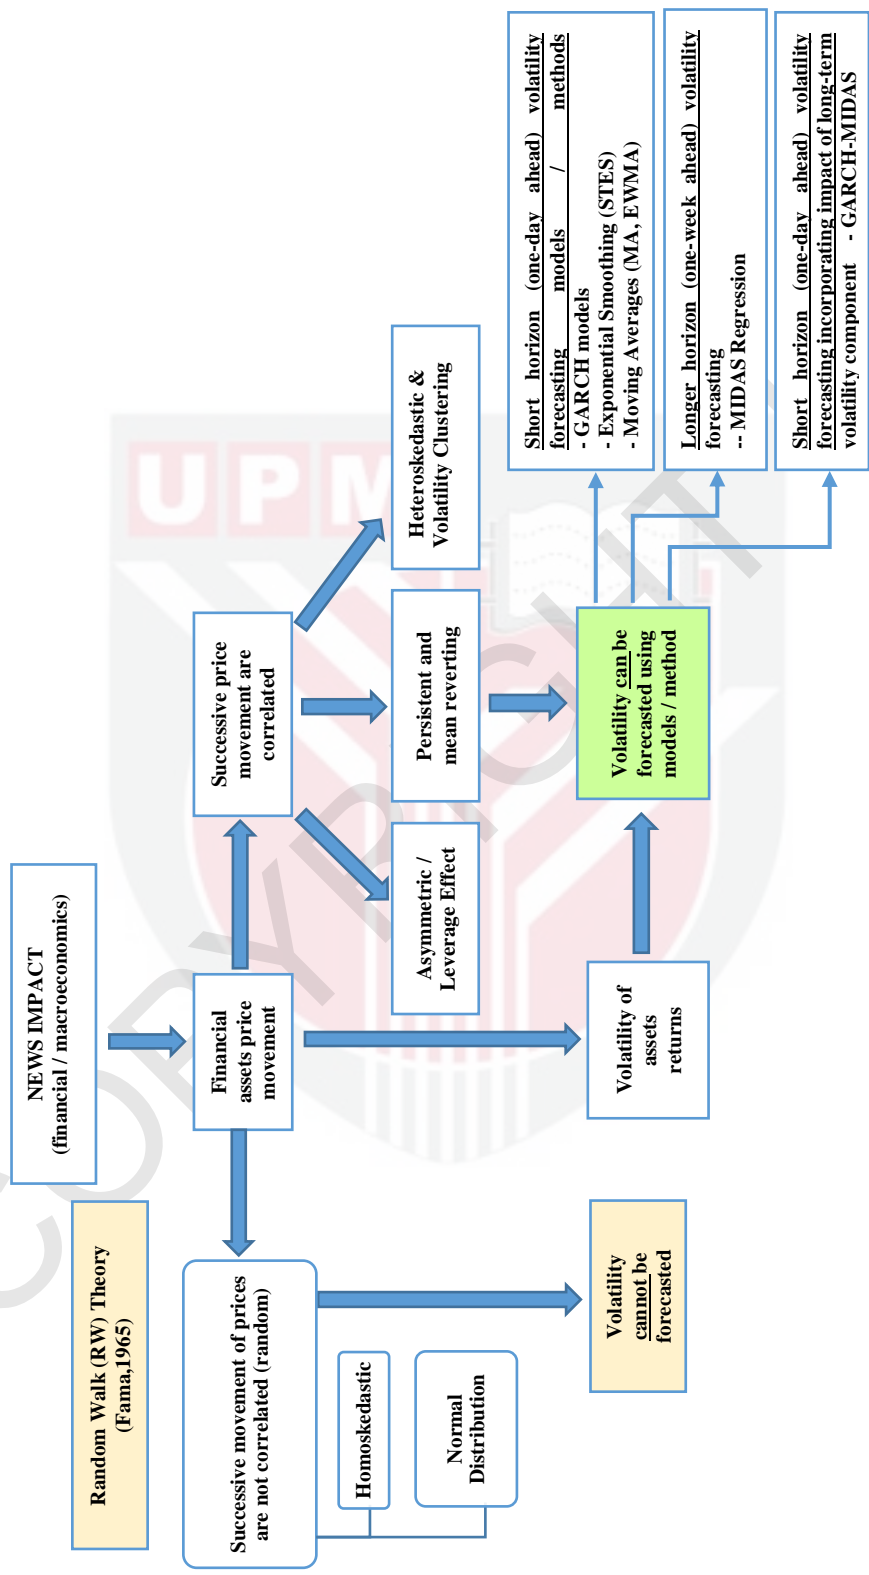 NEWS IMPACT
(financial / macroeconomics)
Random Walk (RW) Theory
(Fama,1965)
Successive movement of prices
are not correlated (random)
Financial
assets price
movement
Successive price
movement are
correlated
Homoskedastic
Normal
Distribution
Asymmetric /
Leverage Effect
Persistent and
mean reverting
Heteroskedastic &
Volatility Clustering
Volatility
cannot be
forecasted
Volatility of
assets
returns
Volatility can be
forecasted using
models / method
Short horizon (one-day ahead) volatility
forecasting models / methods
- GARCH models
- Exponential Smoothing (STES)
- Moving Averages (MA, EWMA)
Longer horizon (one-week ahead) volatility
forecasting
-- MIDAS Regression
Short horizon (one-day ahead) volatility
forecasting incorporating impact of long-term
volatility component - GARCH-MIDAS
UPM
COPYRIGHT